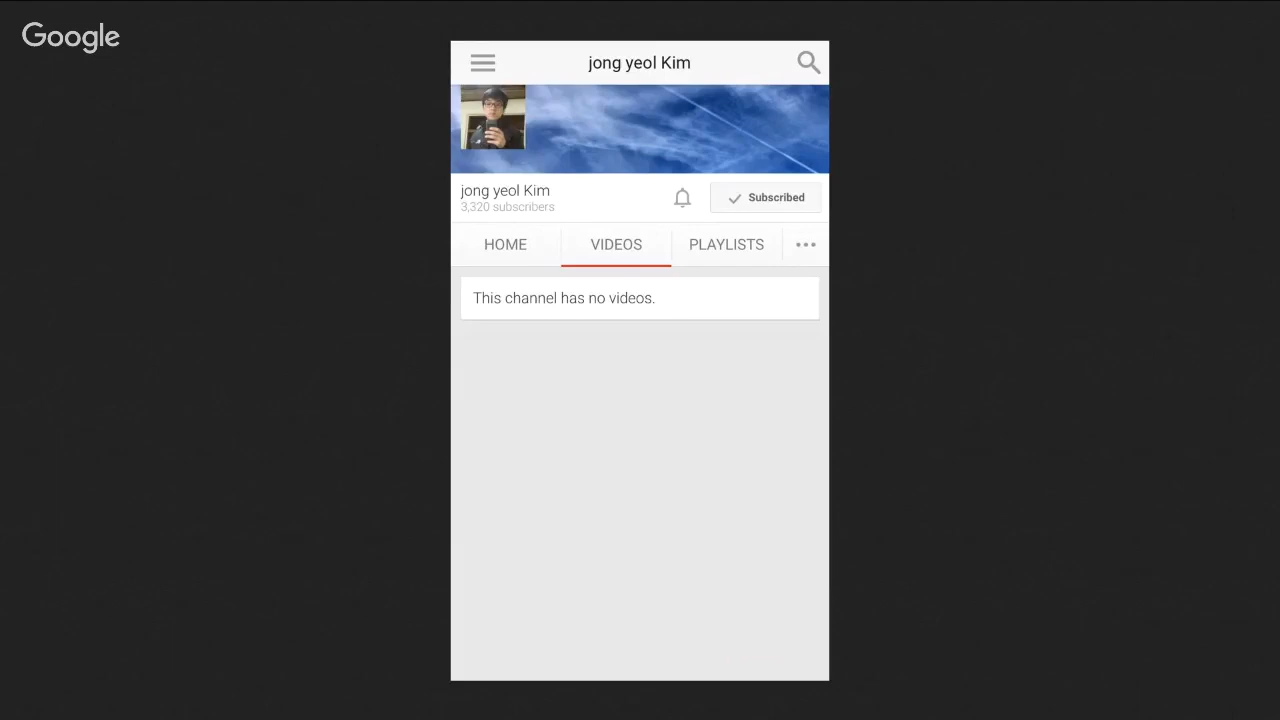 Google
jong yeol Kim
jong yeol Kim
3,320 subscribers
Subscribed
HOME
VIDEOS
PLAYLISTS
This channel has no videos.